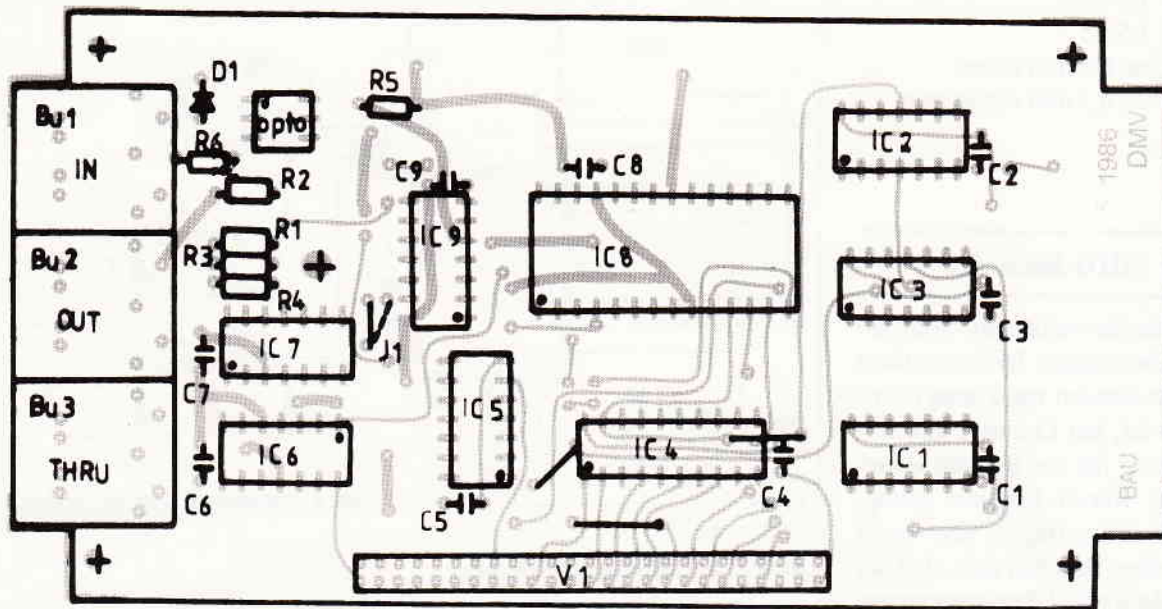 D1
R5
Bu1
IN
opto
R6
R2
C9
C8
IC2
C2
1986
DMV
Bu2
OUT
R1
R3
R4
IC9
IC8
IC3
C3
IC7
J1
C7
Bu3
THRU
IC6
C6
IC5
C5
IC4
C4
IC1
C1
BAU
V1